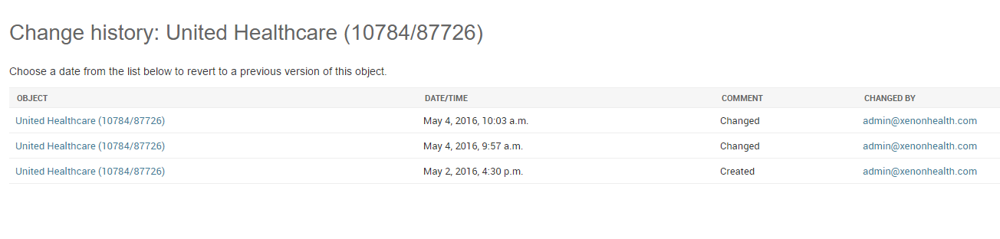 Change history: United Healthcare (10784/87726)
Choose a date from the list below to revert to a previous version of this object.
OBJECT DATE/TIME COMMENT CHANGED BY
United Healthcare (10784/87726) May 4, 2016, 10:03 a.m. Changed admin@xenonhealth.com
United Healthcare (10784/87726) May 4, 2016, 9:57 a.m. Changed admin@xenonhealth.com
United Healthcare (10784/87726) May 2, 2016, 4:30 p.m. Created admin@xenonhealth.com